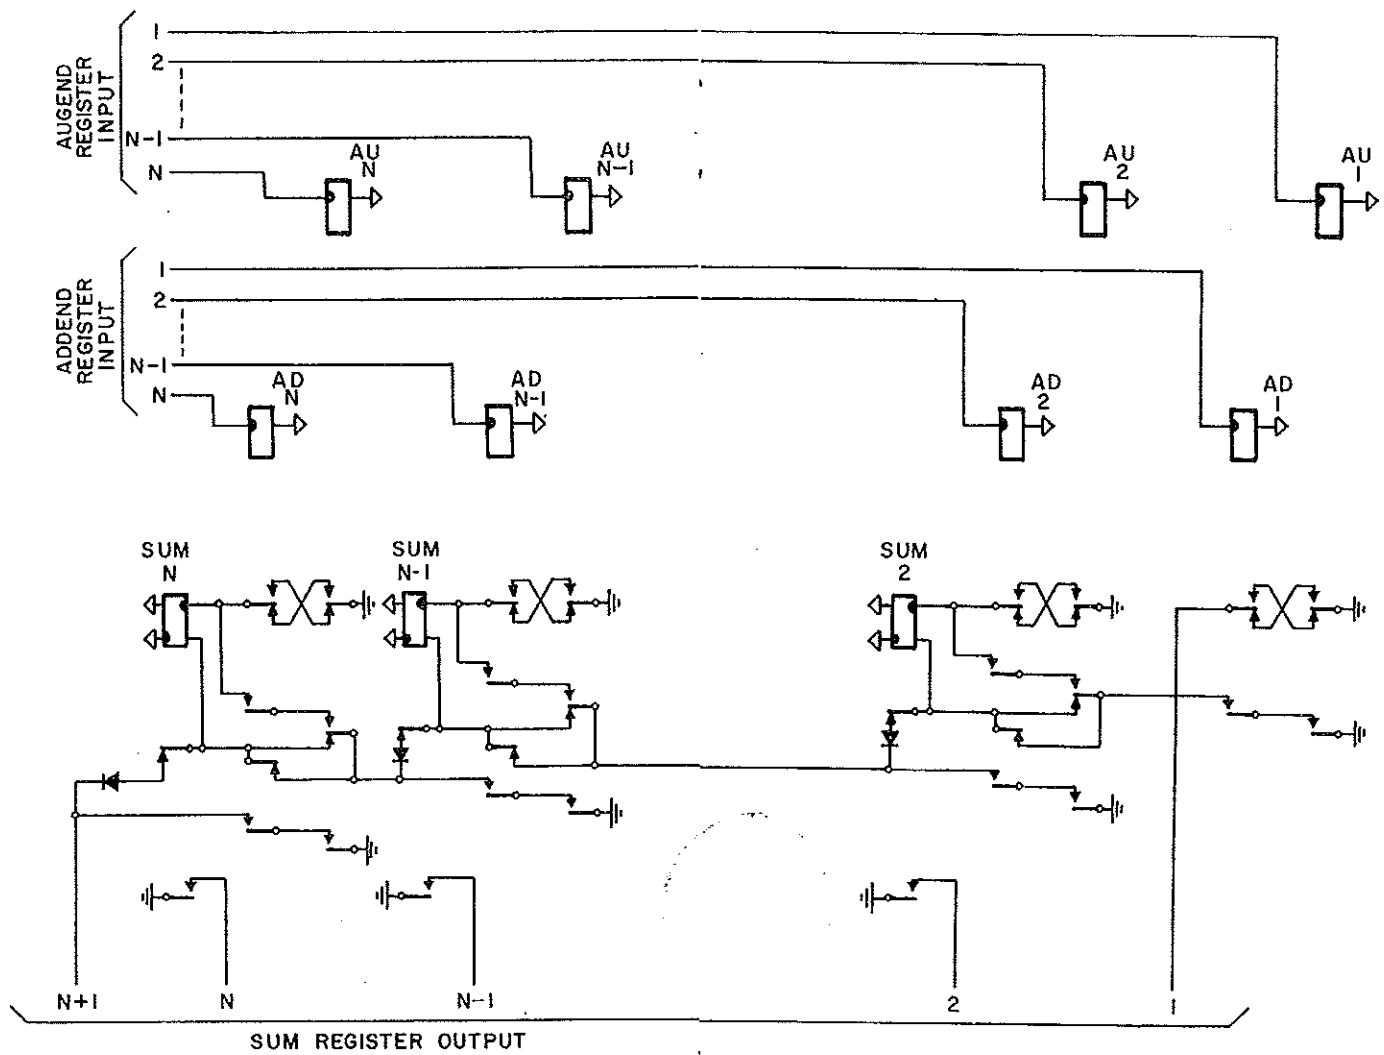 AUGEND
REGISTER
INPUT
1
2
N-1
N
AU
N
AU
N-1
AU
2
AU
1
ADDEND
REGISTER
INPUT
1
2
N-1
N
AD
N
AD
N-1
AD
2
AD
1
SUM
N
SUM
N-1
SUM
2
N+1
N
N-1
2
1
SUM REGISTER OUTPUT